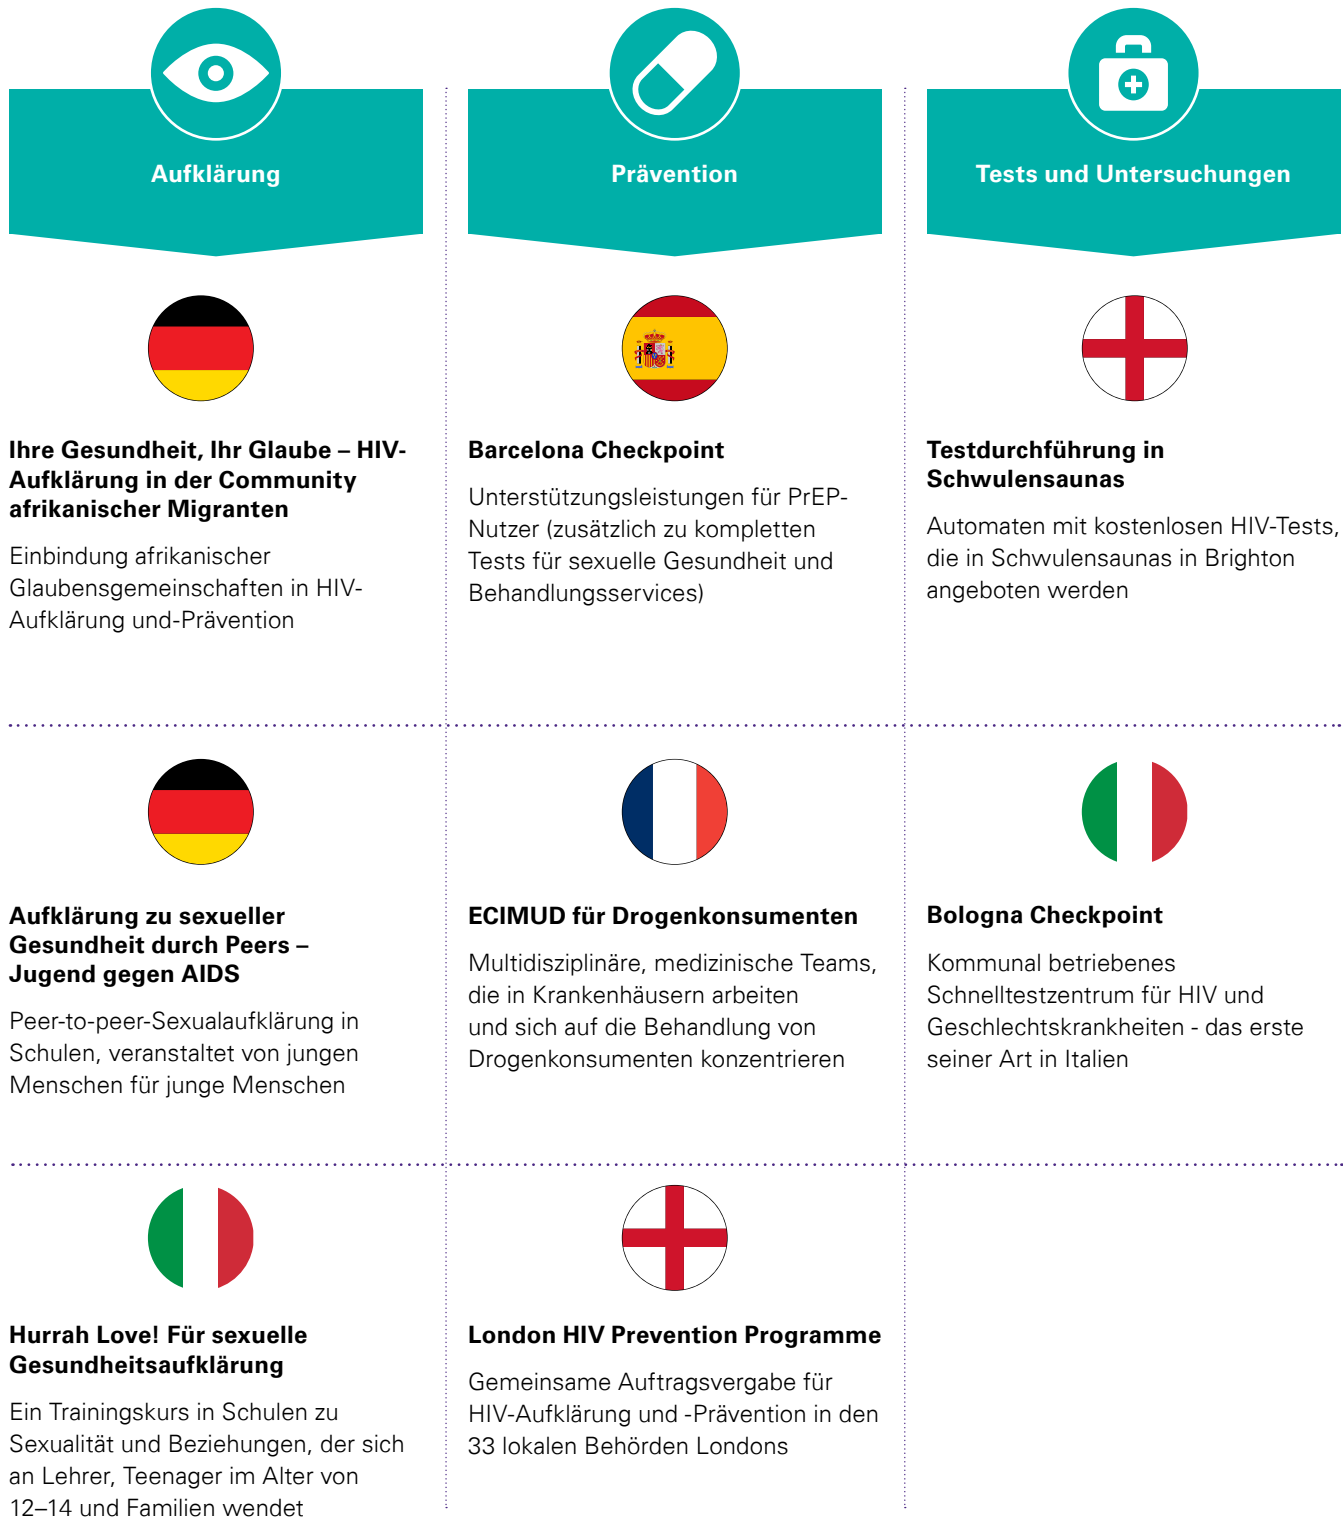 Aufklärung
Prävention
Tests und Untersuchungen
Ihre Gesundheit, Ihr Glaube – HIV-
Aufklärung in der Community
afrikanischer Migranten
Einbindung afrikanischer
Glaubensgemeinschaften in HIV-
Aufklärung und-Prävention
Barcelona Checkpoint
Unterstützungsleistungen für PrEP-
Nutzer (zusätzlich zu kompletten
Tests für sexuelle Gesundheit und
Behandlungsservices)
Testdurchführung in
Schwulensaunas
Automaten mit kostenlosen HIV-Tests,
die in Schwulensaunas in Brighton
angeboten werden
Aufklärung zu sexueller
Gesundheit durch Peers –
Jugend gegen AIDS
Peer-to-peer-Sexualaufklärung in
Schulen, veranstaltet von jungen
Menschen für junge Menschen
ECIMUD für Drogenkonsumenten
Multidisziplinäre, medizinische Teams,
die in Krankenhäusern arbeiten
und sich auf die Behandlung von
Drogenkonsumenten konzentrieren
Bologna Checkpoint
Kommunal betriebenes
Schnelltestzentrum für HIV und
Geschlechtskrankheiten - das erste
seiner Art in Italien
Hurrah Love! Für sexuelle
Gesundheitsaufklärung
Ein Trainingskurs in Schulen zu
Sexualität und Beziehungen, der sich
an Lehrer, Teenager im Alter von
12–14 und Familien wendet
London HIV Prevention Programme
Gemeinsame Auftragsvergabe für
HIV-Aufklärung und -Prävention in den
33 lokalen Behörden Londons